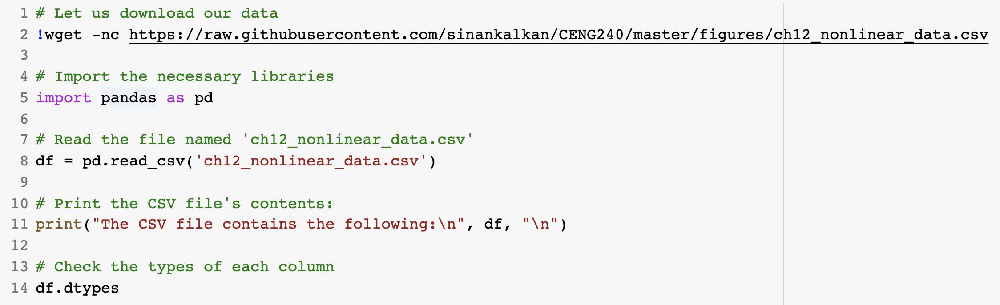 1 # Let us download our data
2 !wget -nc https://raw.githubusercontent.com/sinankalkan/CENG240/master/figures/ch12_nonlinear_data.csv
3
4 # Import the necessary libraries
5 import pandas as pd
6
7 # Read the file named 'ch12_nonlinear_data.csv'
8 df = pd.read_csv('ch12_nonlinear_data.csv')
9
10 # Print the CSV file's contents:
11 print("The CSV file contains the following:\n", df, "\n")
12
13 # Check the types of each column
14 df.dtypes